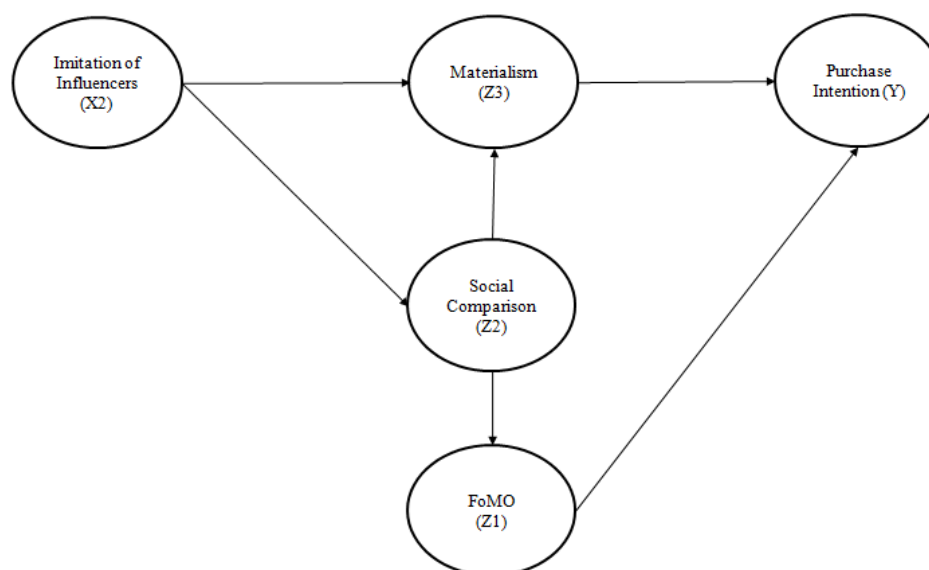 Imitation of
Influencers
(X2)
Materialism
(Z3)
Purchase
Intention (Y)
Social
Comparison
(Z2)
FoMO
(Z1)